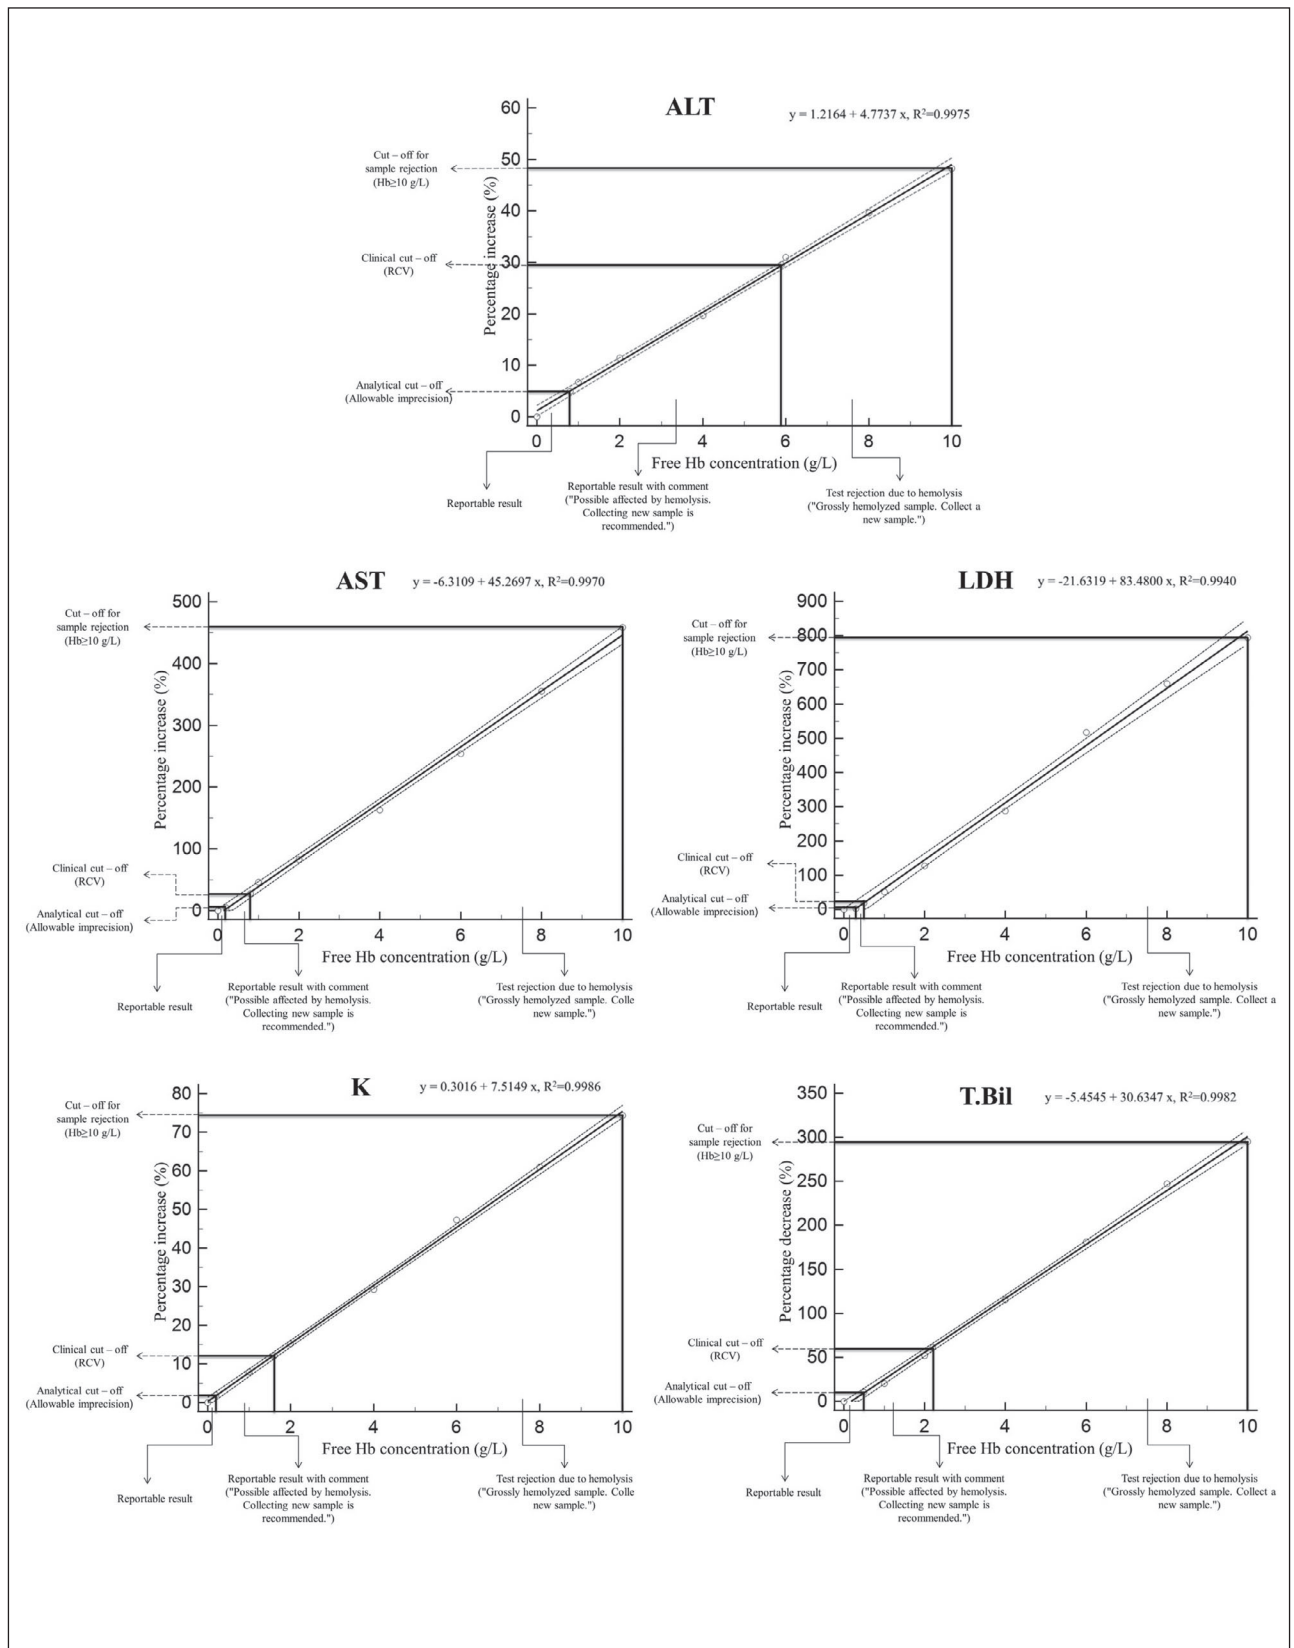 ALT
y = 1.2164 + 4.7737 x, R²=0.9975
Percentage increase (%)
60
50
40
30
20
10
0
Cut – off for
sample rejection
(Hb≥10 g/L)
Clinical cut – off
(RCV)
Analytical cut – off
(Allowable imprecision)
0 2 4 6 8 10
Free Hb concentration (g/L)
Reportable result
Reportable result with comment
("Possible affected by hemolysis.
Collecting new sample is
recommended.")
Test rejection due to hemolysis
("Grossly hemolyzed sample. Collect a
new sample.")
AST
y = -6.3109 + 45.2697 x, R²=0.9970
Percentage increase (%)
500
400
300
200
100
0
Cut – off for
sample rejection
(Hb≥10 g/L)
Clinical cut – off
(RCV)
Analytical cut – off
(Allowable imprecision)
0 2 4 6 8 10
Free Hb concentration (g/L)
Reportable result
Reportable result with comment
("Possible affected by hemolysis.
Collecting new sample is
recommended.")
Test rejection due to hemolysis
("Grossly hemolyzed sample. Colle
new sample.")
LDH
y = -21.6319 + 83.4800 x, R²=0.9940
Percentage increase (%)
900
800
700
600
500
400
300
200
100
0
Cut – off for
sample rejection
(Hb≥10 g/L)
Clinical cut – off
(RCV)
Analytical cut – off
(Allowable imprecision)
0 2 4 6 8 10
Free Hb concentration (g/L)
Reportable result
Reportable result with comment
("Possible affected by hemolysis.
Collecting new sample is
recommended.")
Test rejection due to hemolysis
("Grossly hemolyzed sample. Collect a
new sample.")
K
y = 0.3016 + 7.5149 x, R²=0.9986
Percentage increase (%)
80
70
60
50
40
30
20
10
0
Cut – off for
sample rejection
(Hb≥10 g/L)
Clinical cut – off
(RCV)
Analytical cut – off
(Allowable imprecision)
0 2 4 6 8 10
Free Hb concentration (g/L)
Reportable result
Reportable result with comment
("Possible affected by hemolysis.
Collecting new sample is
recommended.")
Test rejection due to hemolysis
("Grossly hemolyzed sample. Colle
new sample.")
T.Bil
y = -5.4545 + 30.6347 x, R²=0.9982
Percentage decrease (%)
350
300
250
200
150
100
50
0
Cut – off for
sample rejection
(Hb≥10 g/L)
Clinical cut – off
(RCV)
Analytical cut – off
(Allowable imprecision)
0 2 4 6 8 10
Free Hb concentration (g/L)
Reportable result
Reportable result with comment
("Possible affected by hemolysis.
Collecting new sample is
recommended.")
Test rejection due to hemolysis
("Grossly hemolyzed sample. Collect a
new sample.")